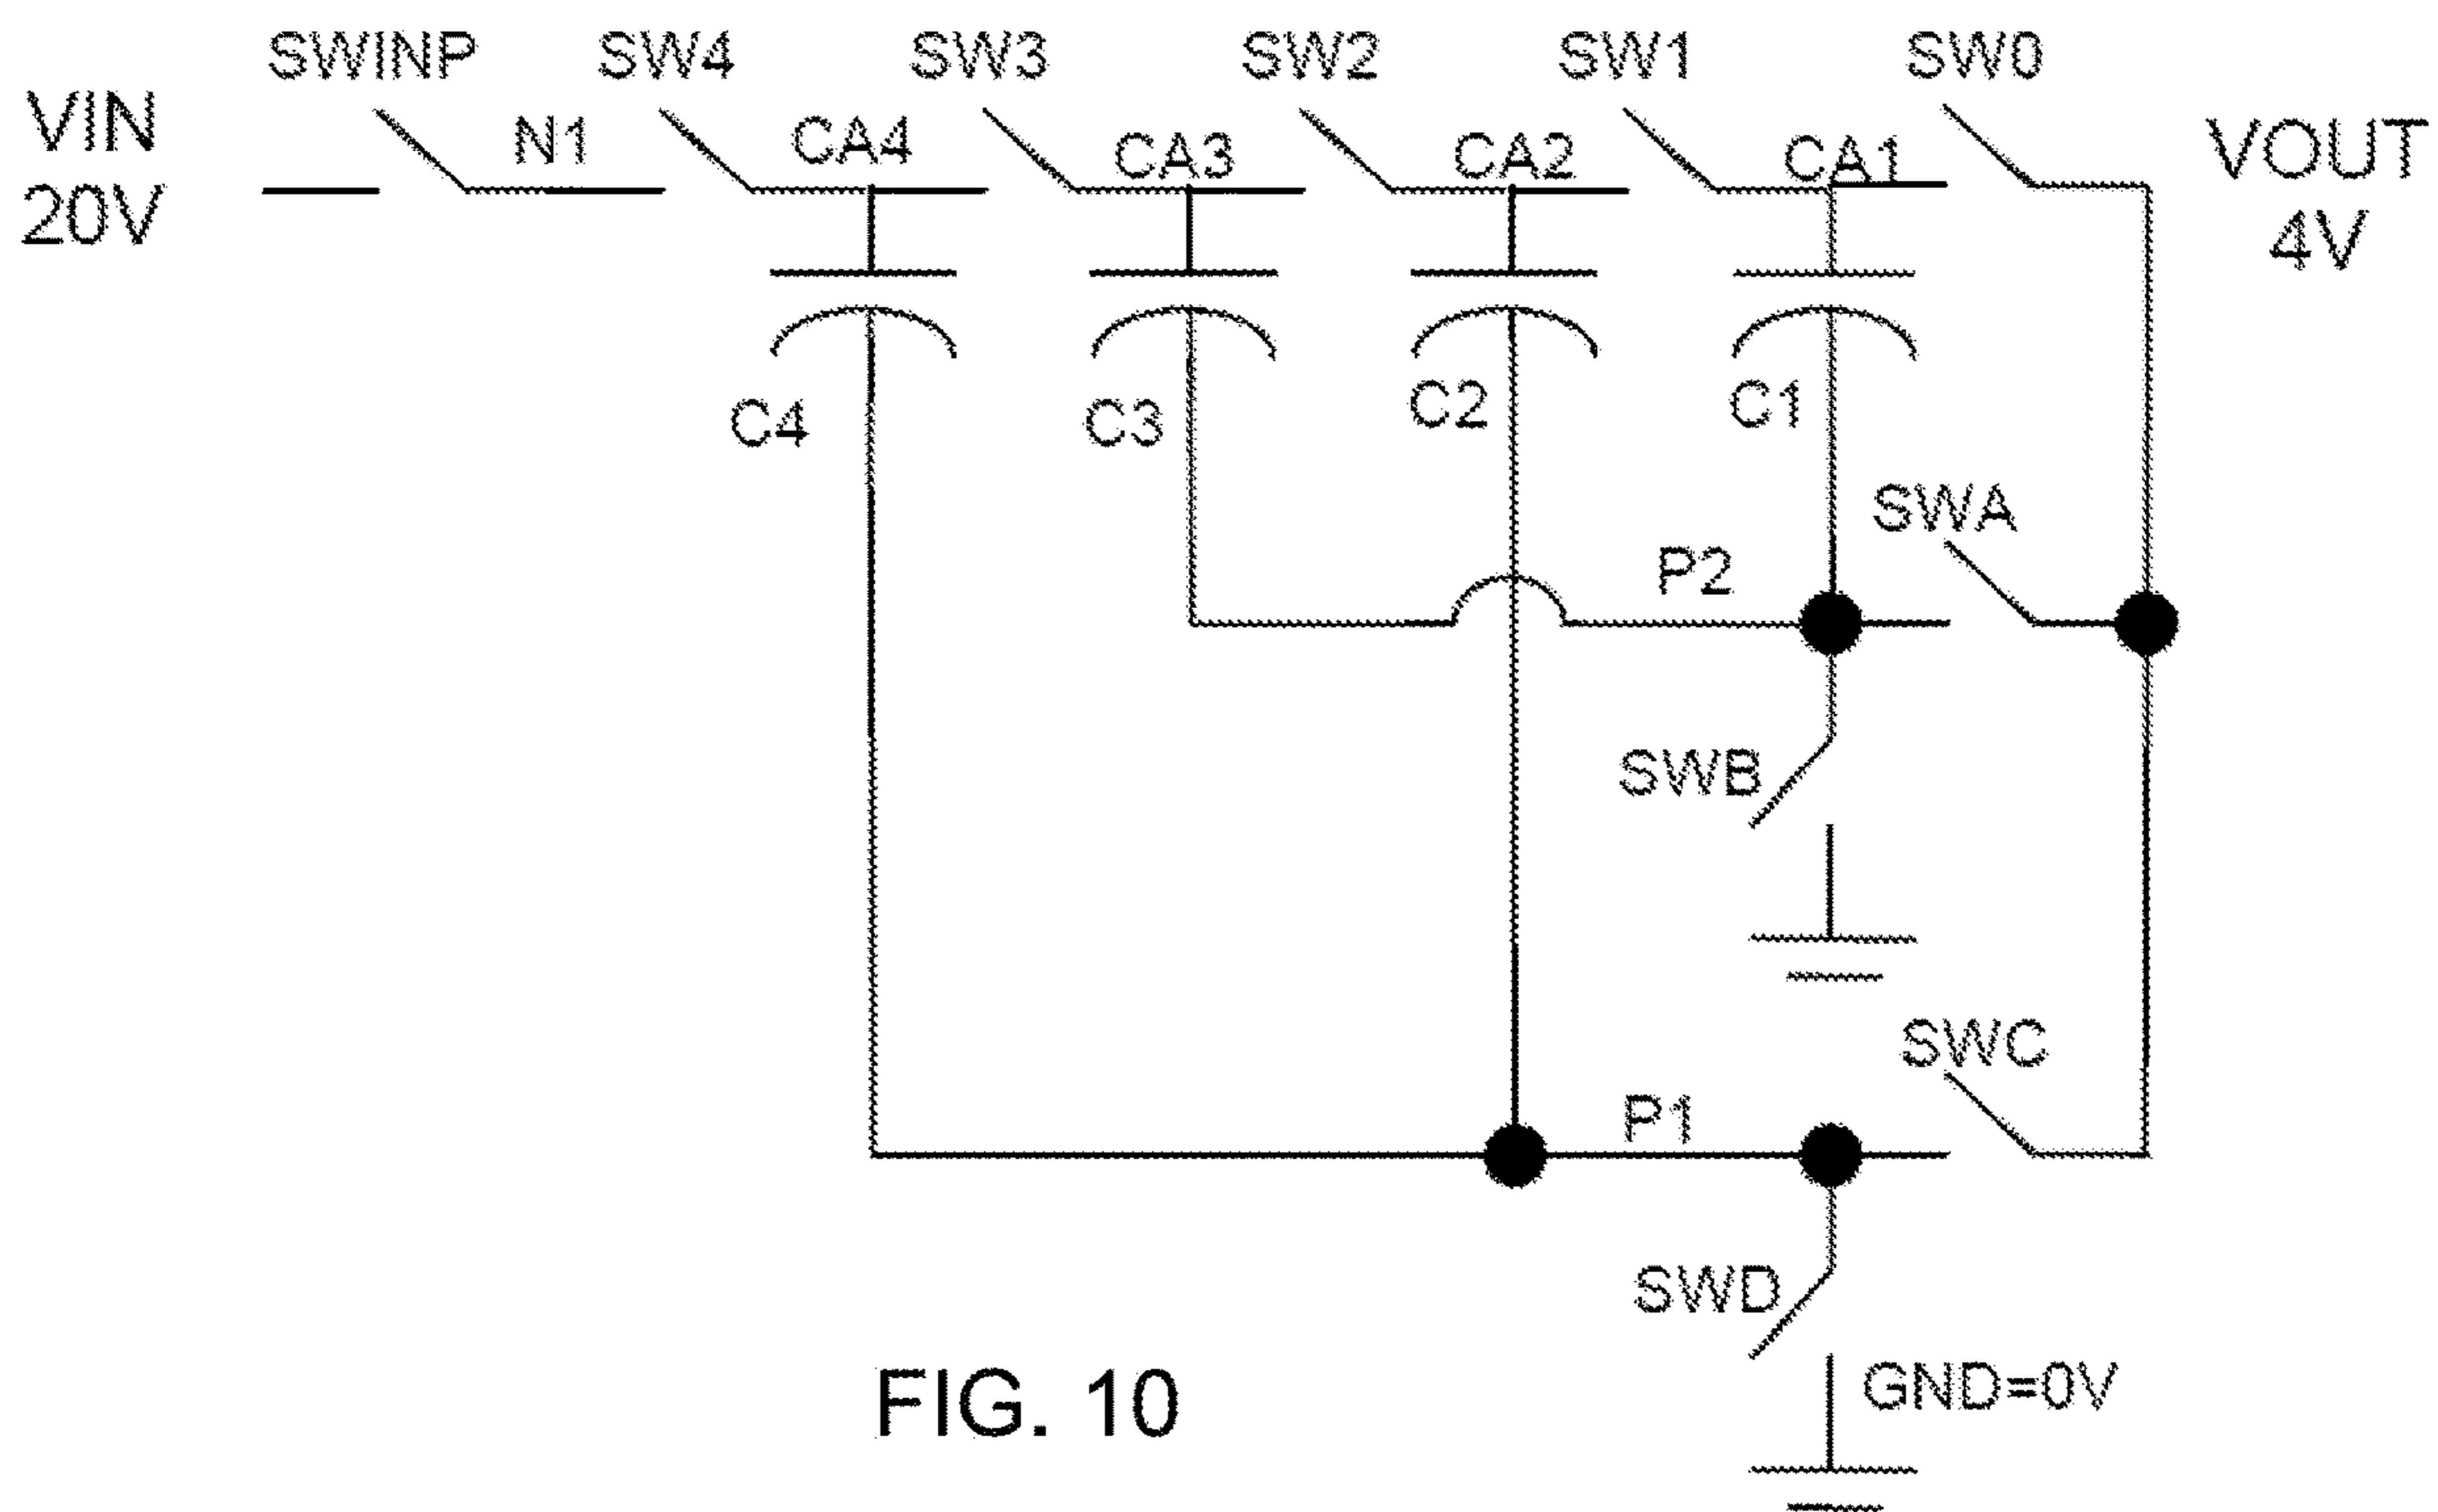 SWINP SW4 SW3 SW2 SW1 SW0
VIN N1 CA4 CA3 CA2 CA1 VOUT
20V 4V
C4 C3 C2 C1
SWA
P2
SWB
SWC
P1
SWD
GND=0V
FIG. 10